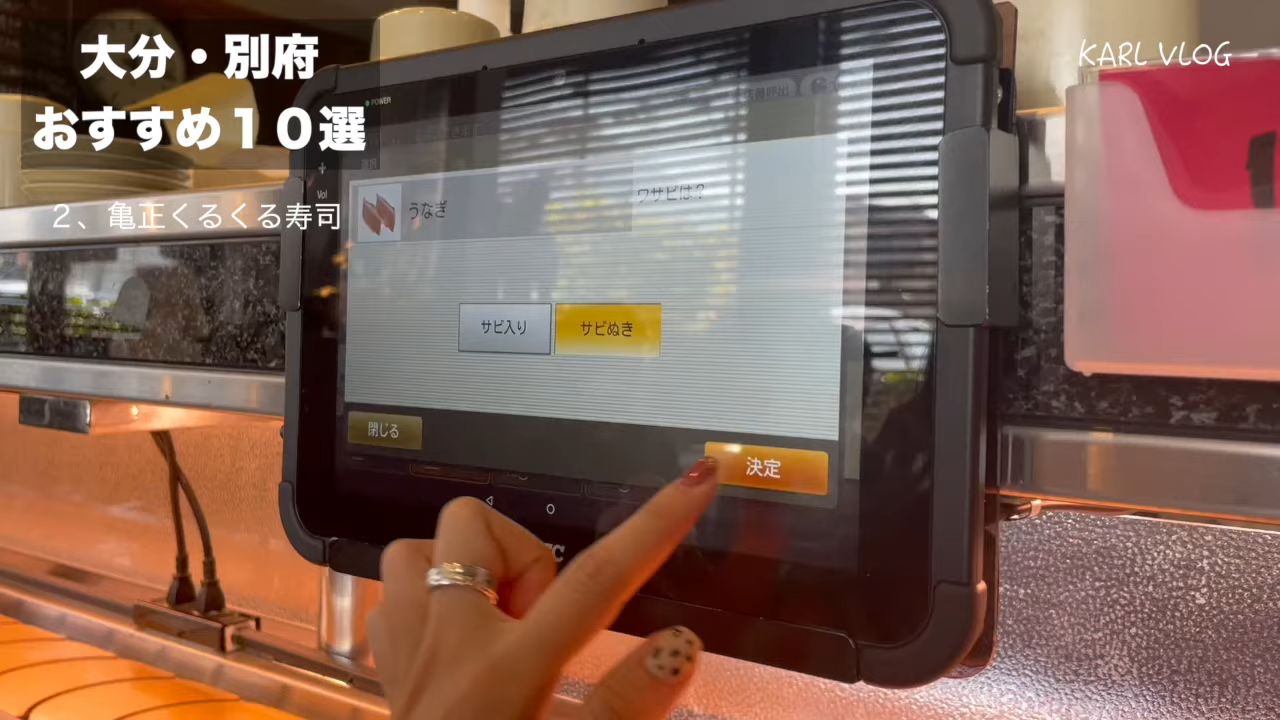 大分・別府
おすすめ10選
2、亀正くるくる寿司
KARL VLOG
POWER
Vol
うなぎ
ワサビは?
サビ入り
サビぬき
閉じる
決定